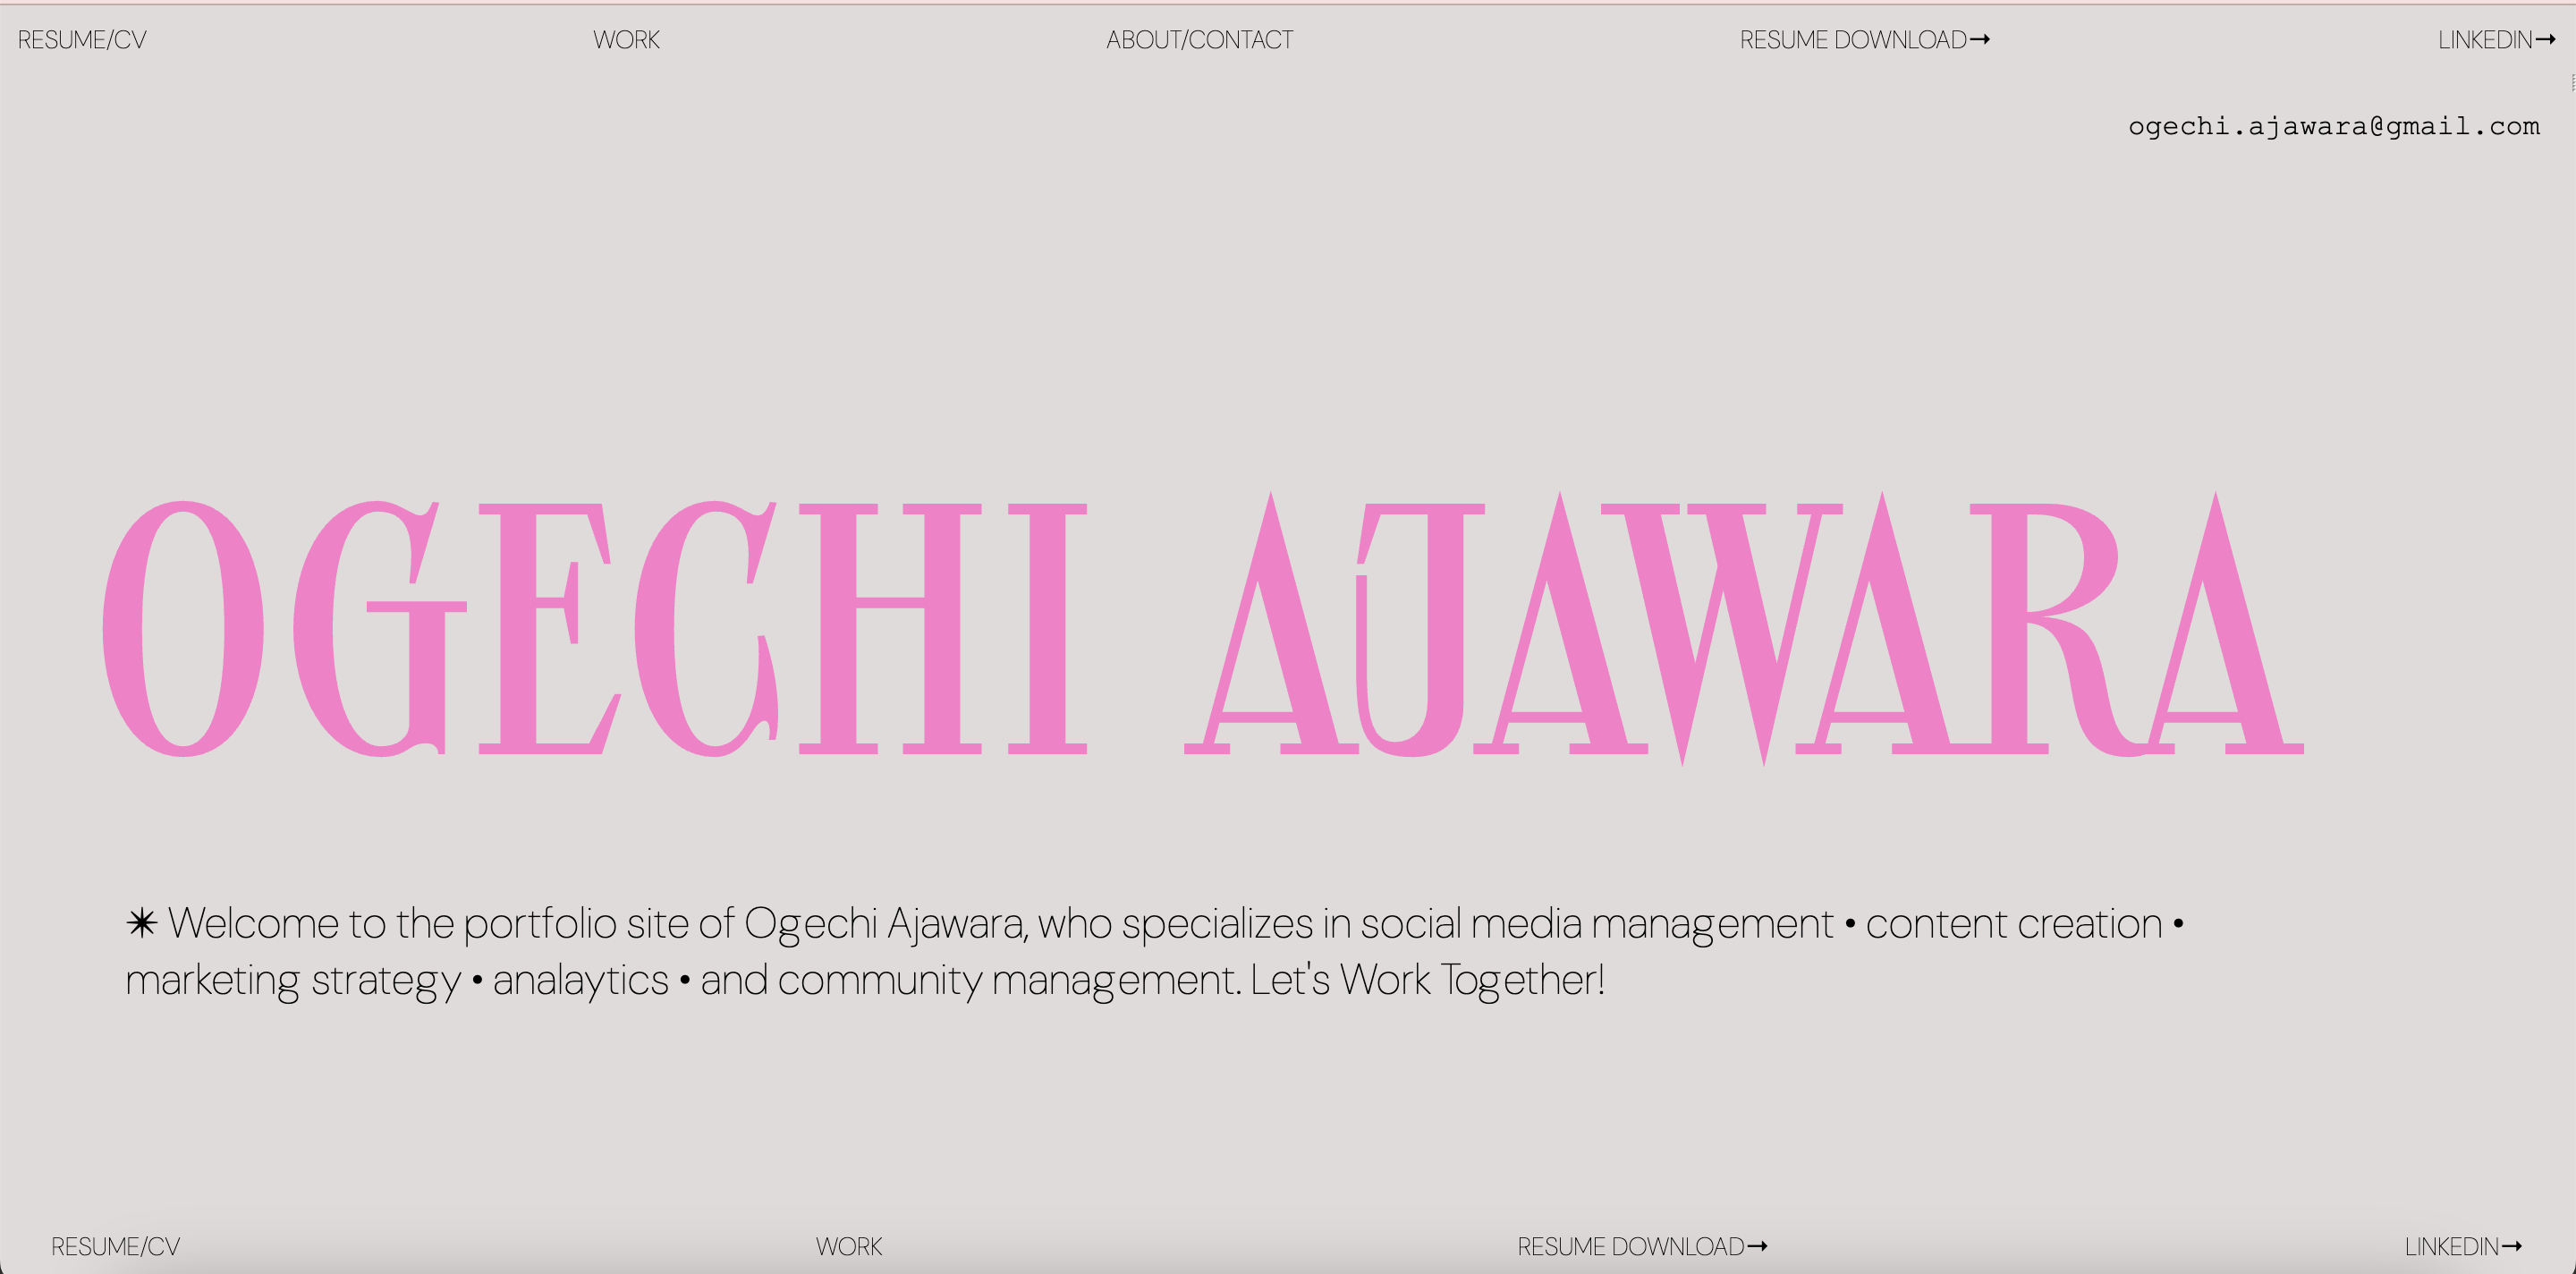 RESUME/CV WORK ABOUT/CONTACT RESUME DOWNLOAD→ LINKEDIN→
ogechi.ajawara@gmail.com
OGECHI AJAWARA
✴ Welcome to the portfolio site of Ogechi Ajawara, who specializes in social media management • content creation •
marketing strategy • analaytics • and community management. Let's Work Together!
RESUME/CV WORK RESUME DOWNLOAD→ LINKEDIN→